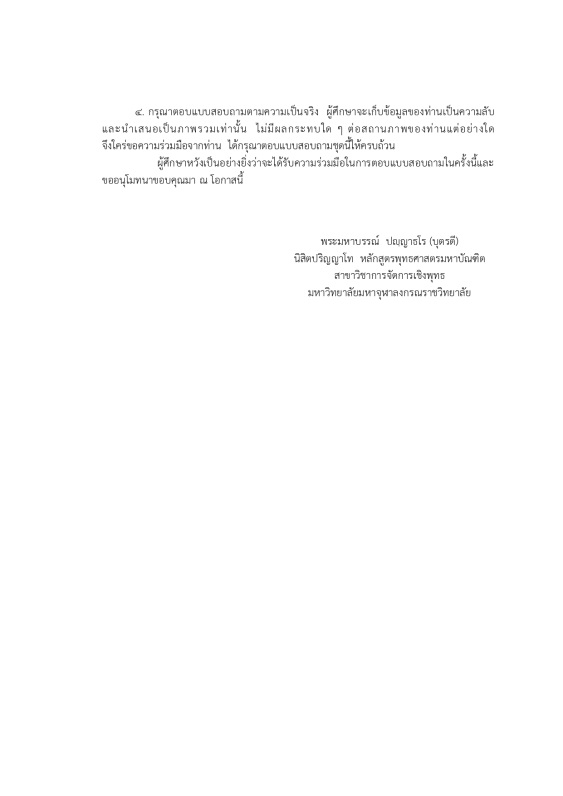 ๔. กรุณาตอบแบบสอบถามตามความเป็นจริง ผู้ศึกษาจะเก็บข้อมูลของท่านเป็นความลับ
และนำเสนอเป็นภาพรวมเท่านั้น ไม่มีผลกระทบใด ๆ ต่อสถานภาพของท่านแต่อย่างใด
จึงใคร่ขอความร่วมมือจากท่าน ได้กรุณาตอบแบบสอบถามชุดนี้ให้ครบถ้วน
ผู้ศึกษาหวังเป็นอย่างยิ่งว่าจะได้รับความร่วมมือในการตอบแบบสอบถามในครั้งนี้และ
ขออนุโมทนาขอบคุณมา ณ โอกาสนี้
พระมหาบรรณ์ ปญฺญาธโร (บุตรดี)
นิสิตปริญญาโท หลักสูตรพุทธศาสตรมหาบัณฑิต
สาขาวิชาการจัดการเชิงพุทธ
มหาวิทยาลัยมหาจุฬาลงกรณราชวิทยาลัย